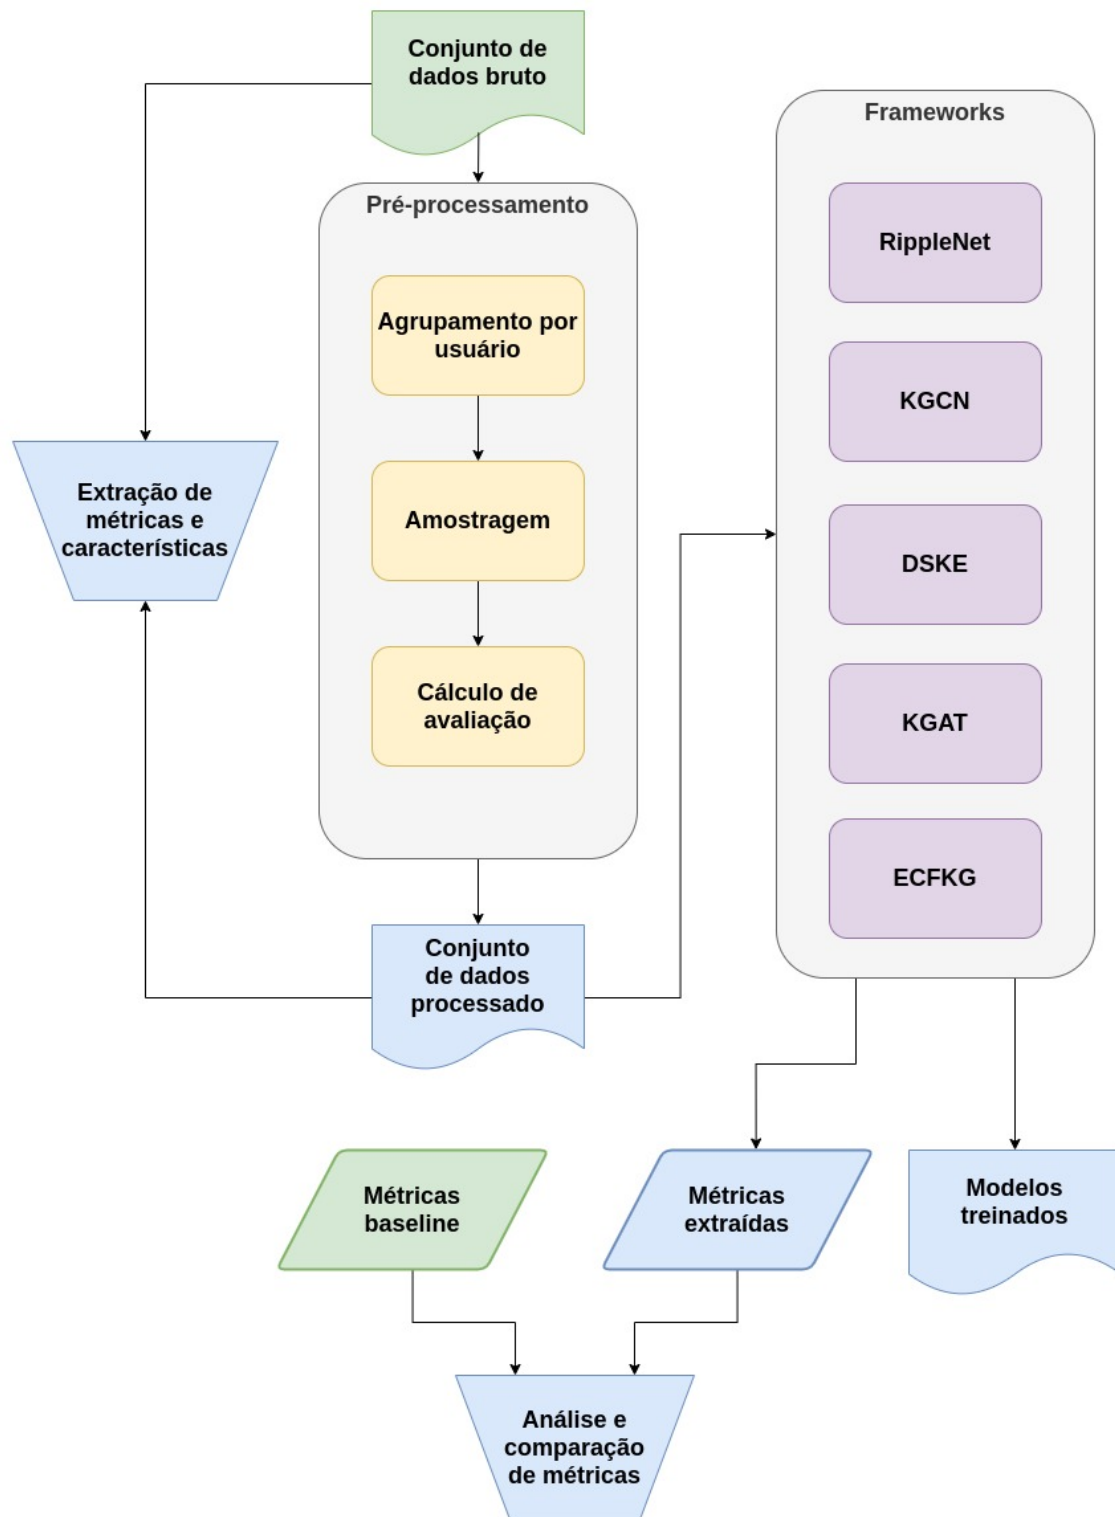 Conjunto de
dados bruto
Pré-processamento
Agrupamento por
usuário
Amostragem
Cálculo de
avaliação
Extração de
métricas e
características
Conjunto
de dados
processado
Frameworks
RippleNet
KGCN
DSKE
KGAT
ECFKG
Métricas
baseline
Métricas
extraídas
Modelos
treinados
Análise e
comparação
de métricas